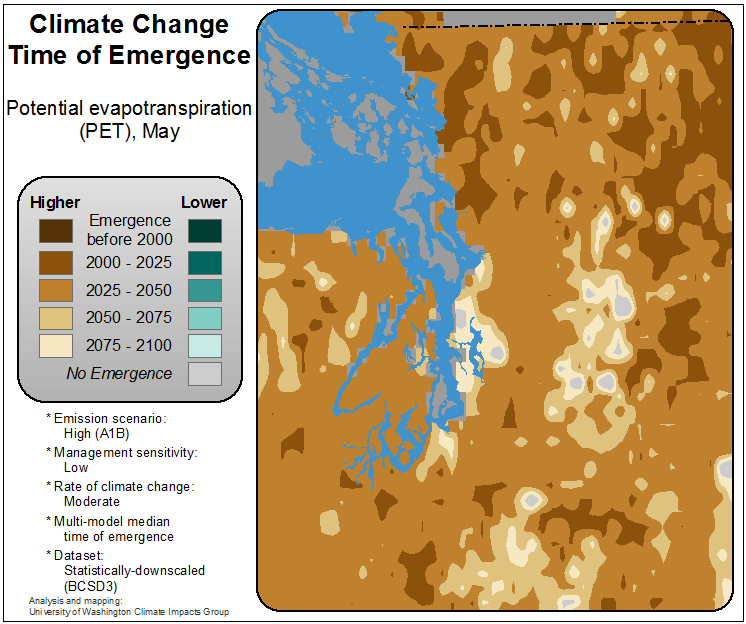 Climate Change
Time of Emergence
Potential evapotranspiration
(PET), May
Higher Lower
Emergence
before 2000
2000 - 2025
2025 - 2050
2050 - 2075
2075 - 2100
No Emergence
* Emission scenario:
High (A1B)
* Management sensitivity:
Low
* Rate of climate change:
Moderate
* Multi-model median
time of emergence
* Dataset:
Statistically-downscaled
(BCSD3)
Analysis and mapping:
University of Washington Climate Impacts Group